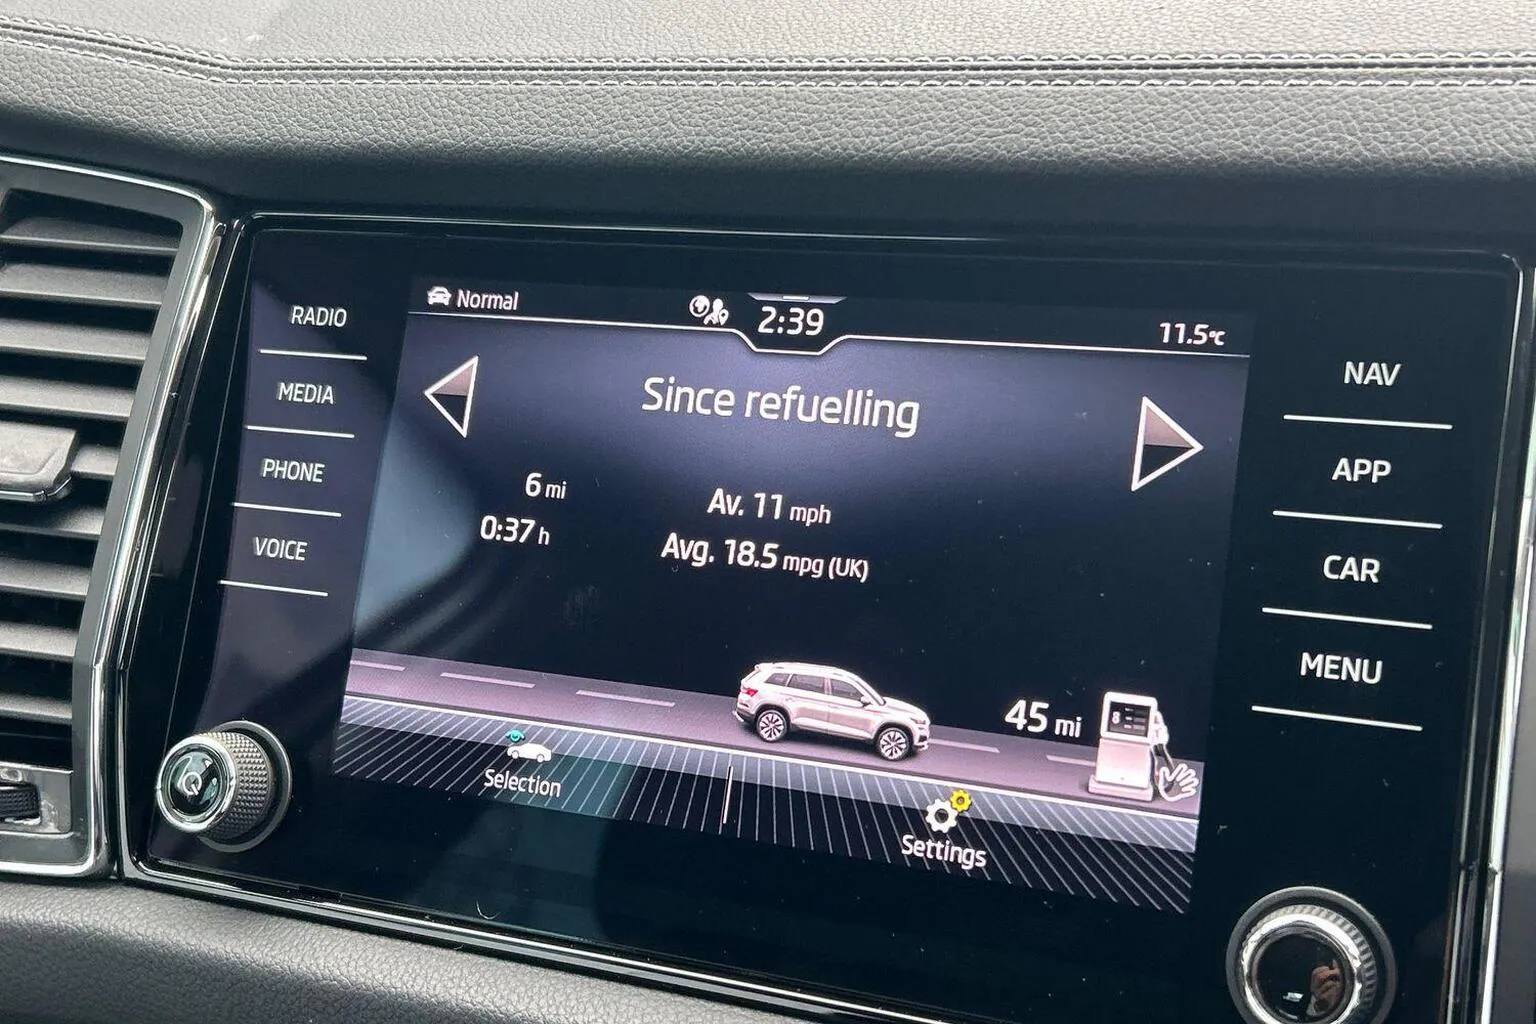 RADIO
MEDIA
PHONE
VOICE
Normal
2:39
11.5°C
Since refuelling
6 mi
0:37 h
Av. 11 mph
Avg. 18.5 mpg (UK)
45 mi
Selection
Settings
NAV
APP
CAR
MENU